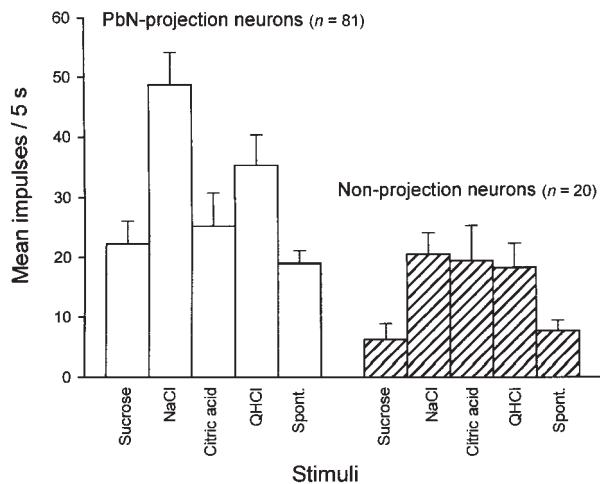 PbN-projection neurons (n = 81)
60
50
40
30
20
10
0
Mean impulses / 5 s
Non-projection neurons (n = 20)
Sucrose
NaCl
Citric acid
QHCl
Spont.
Sucrose
NaCl
Citric acid
QHCl
Spont.
Stimuli